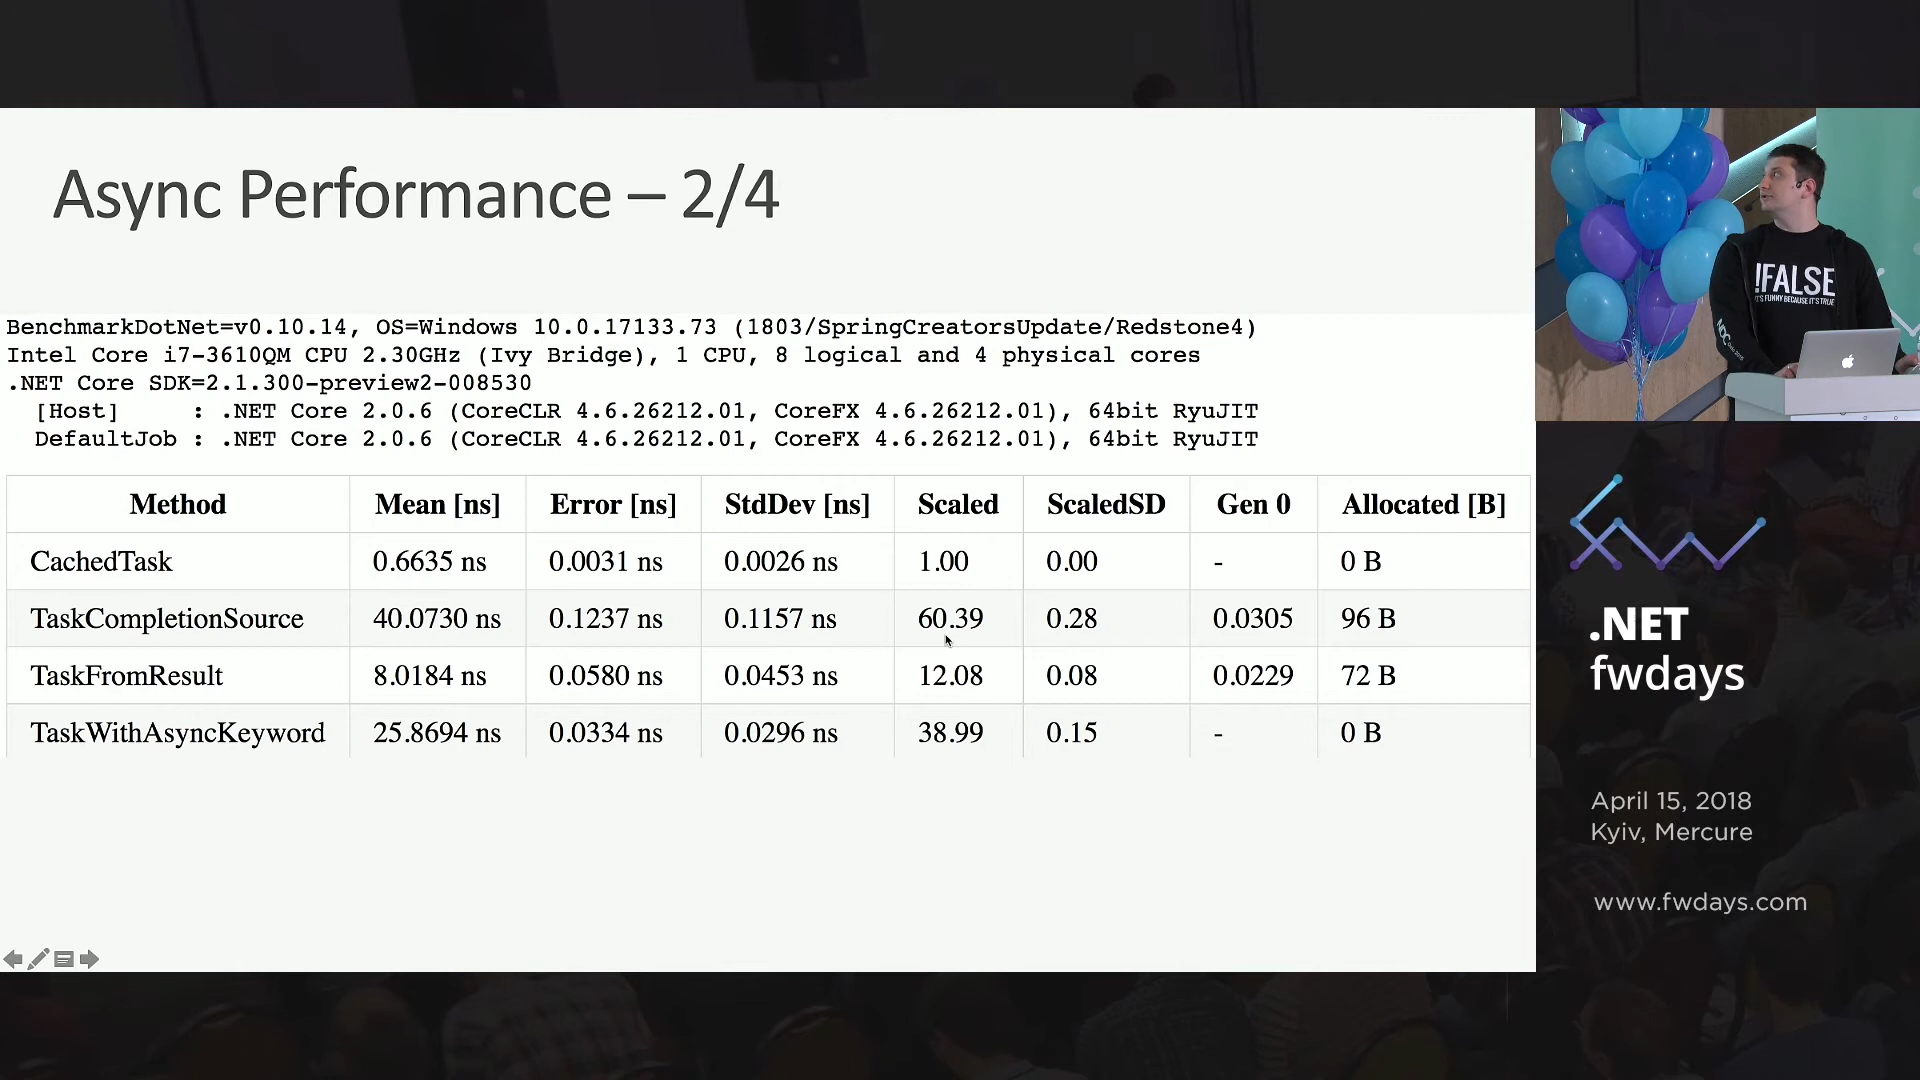 Async Performance – 2/4
BenchmarkDotNet=v0.10.14, OS=Windows 10.0.17133.73 (1803/SpringCreatorsUpdate/Redstone4)
Intel Core i7-3610QM CPU 2.30GHz (Ivy Bridge), 1 CPU, 8 logical and 4 physical cores
.NET Core SDK=2.1.300-preview2-008530
[Host] : .NET Core 2.0.6 (CoreCLR 4.6.26212.01, CoreFX 4.6.26212.01), 64bit RyuJIT
DefaultJob : .NET Core 2.0.6 (CoreCLR 4.6.26212.01, CoreFX 4.6.26212.01), 64bit RyuJIT
Method Mean [ns] Error [ns] StdDev [ns] Scaled ScaledSD Gen 0 Allocated [B]
CachedTask 0.6635 ns 0.0031 ns 0.0026 ns 1.00 0.00 - 0 B
TaskCompletionSource 40.0730 ns 0.1237 ns 0.1157 ns 60.39 0.28 0.0305 96 B
TaskFromResult 8.0184 ns 0.0580 ns 0.0453 ns 12.08 0.08 0.0229 72 B
TaskWithAsyncKeyword 25.8694 ns 0.0334 ns 0.0296 ns 38.99 0.15 - 0 B
!FALSE
IT'S FUNNY BECAUSE IT'S TRUE
NDC
.NET
fwdays
April 15, 2018
Kyiv, Mercure
www.fwdays.com